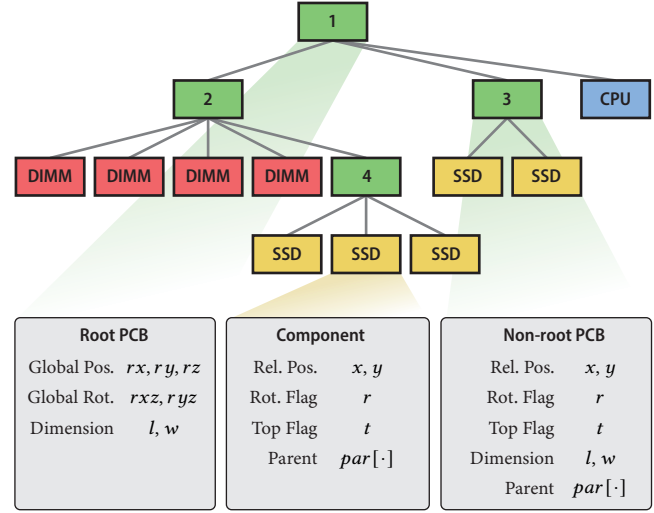 1
2
3
CPU
DIMM
DIMM
DIMM
DIMM
4
SSD
SSD
SSD
SSD
SSD
Root PCB
Global Pos. rx, ry, rz
Global Rot. rxz, ryz
Dimension l, w
Component
Rel. Pos. x, y
Rot. Flag r
Top Flag t
Parent par[·]
Non-root PCB
Rel. Pos. x, y
Rot. Flag r
Top Flag t
Dimension l, w
Parent par[·]